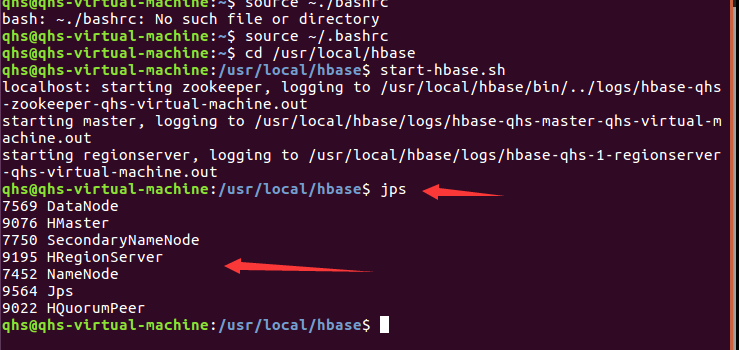 qhs@qhs-virtual-machine:~$ source ~./bashrc
bash: ~./bashrc: No such file or directory
qhs@qhs-virtual-machine:~$ source ~/.bashrc
qhs@qhs-virtual-machine:~$ cd /usr/local/hbase
qhs@qhs-virtual-machine:/usr/local/hbase$ start-hbase.sh
localhost: starting zookeeper, logging to /usr/local/hbase/bin/../logs/hbase-qhs
-zookeeper-qhs-virtual-machine.out
starting master, logging to /usr/local/hbase/logs/hbase-qhs-master-qhs-virtual-m
achine.out
starting regionserver, logging to /usr/local/hbase/logs/hbase-qhs-1-regionserver
-qhs-virtual-machine.out
qhs@qhs-virtual-machine:/usr/local/hbase$ jps
7569 DataNode
9076 HMaster
7750 SecondaryNameNode
9195 HRegionServer
7452 NameNode
9564 Jps
9022 HQuorumPeer
qhs@qhs-virtual-machine:/usr/local/hbase$